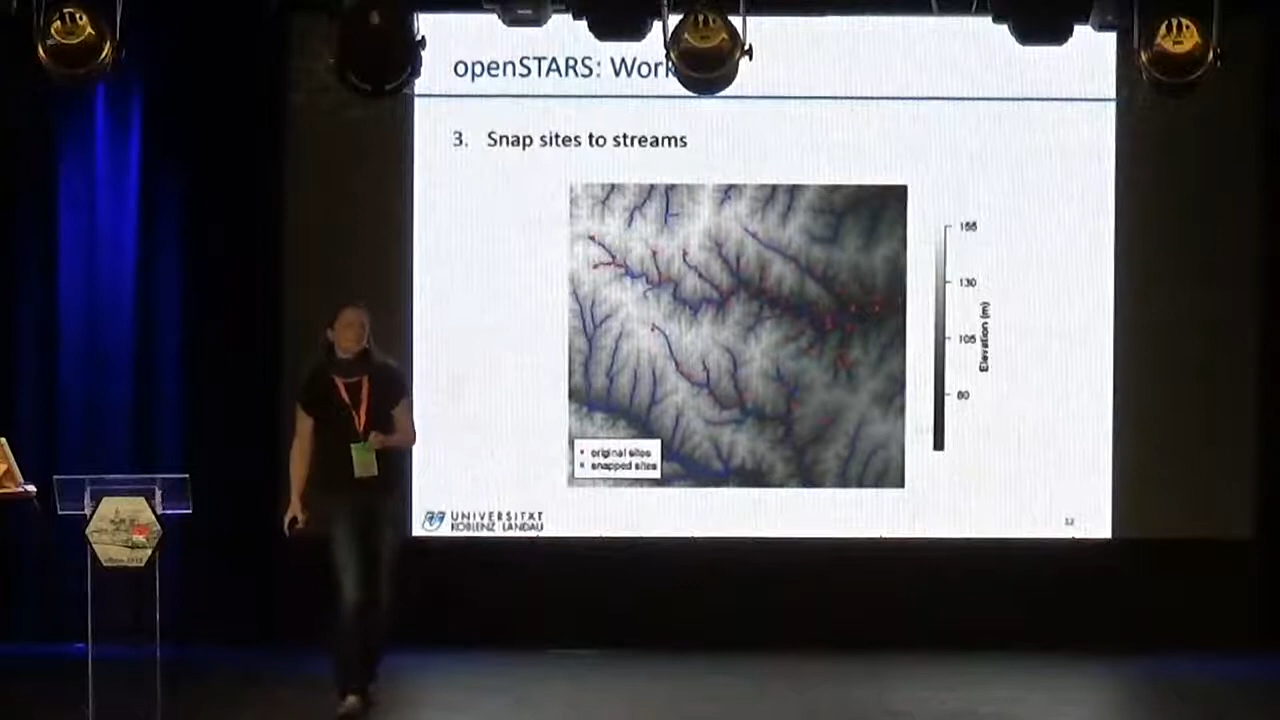 openSTARS: Work
3. Snap sites to streams
155
130
105
80
Elevation (m)
original sites
snapped sites
UNIVERSITÄT
KOBLENZ LANDAU
12